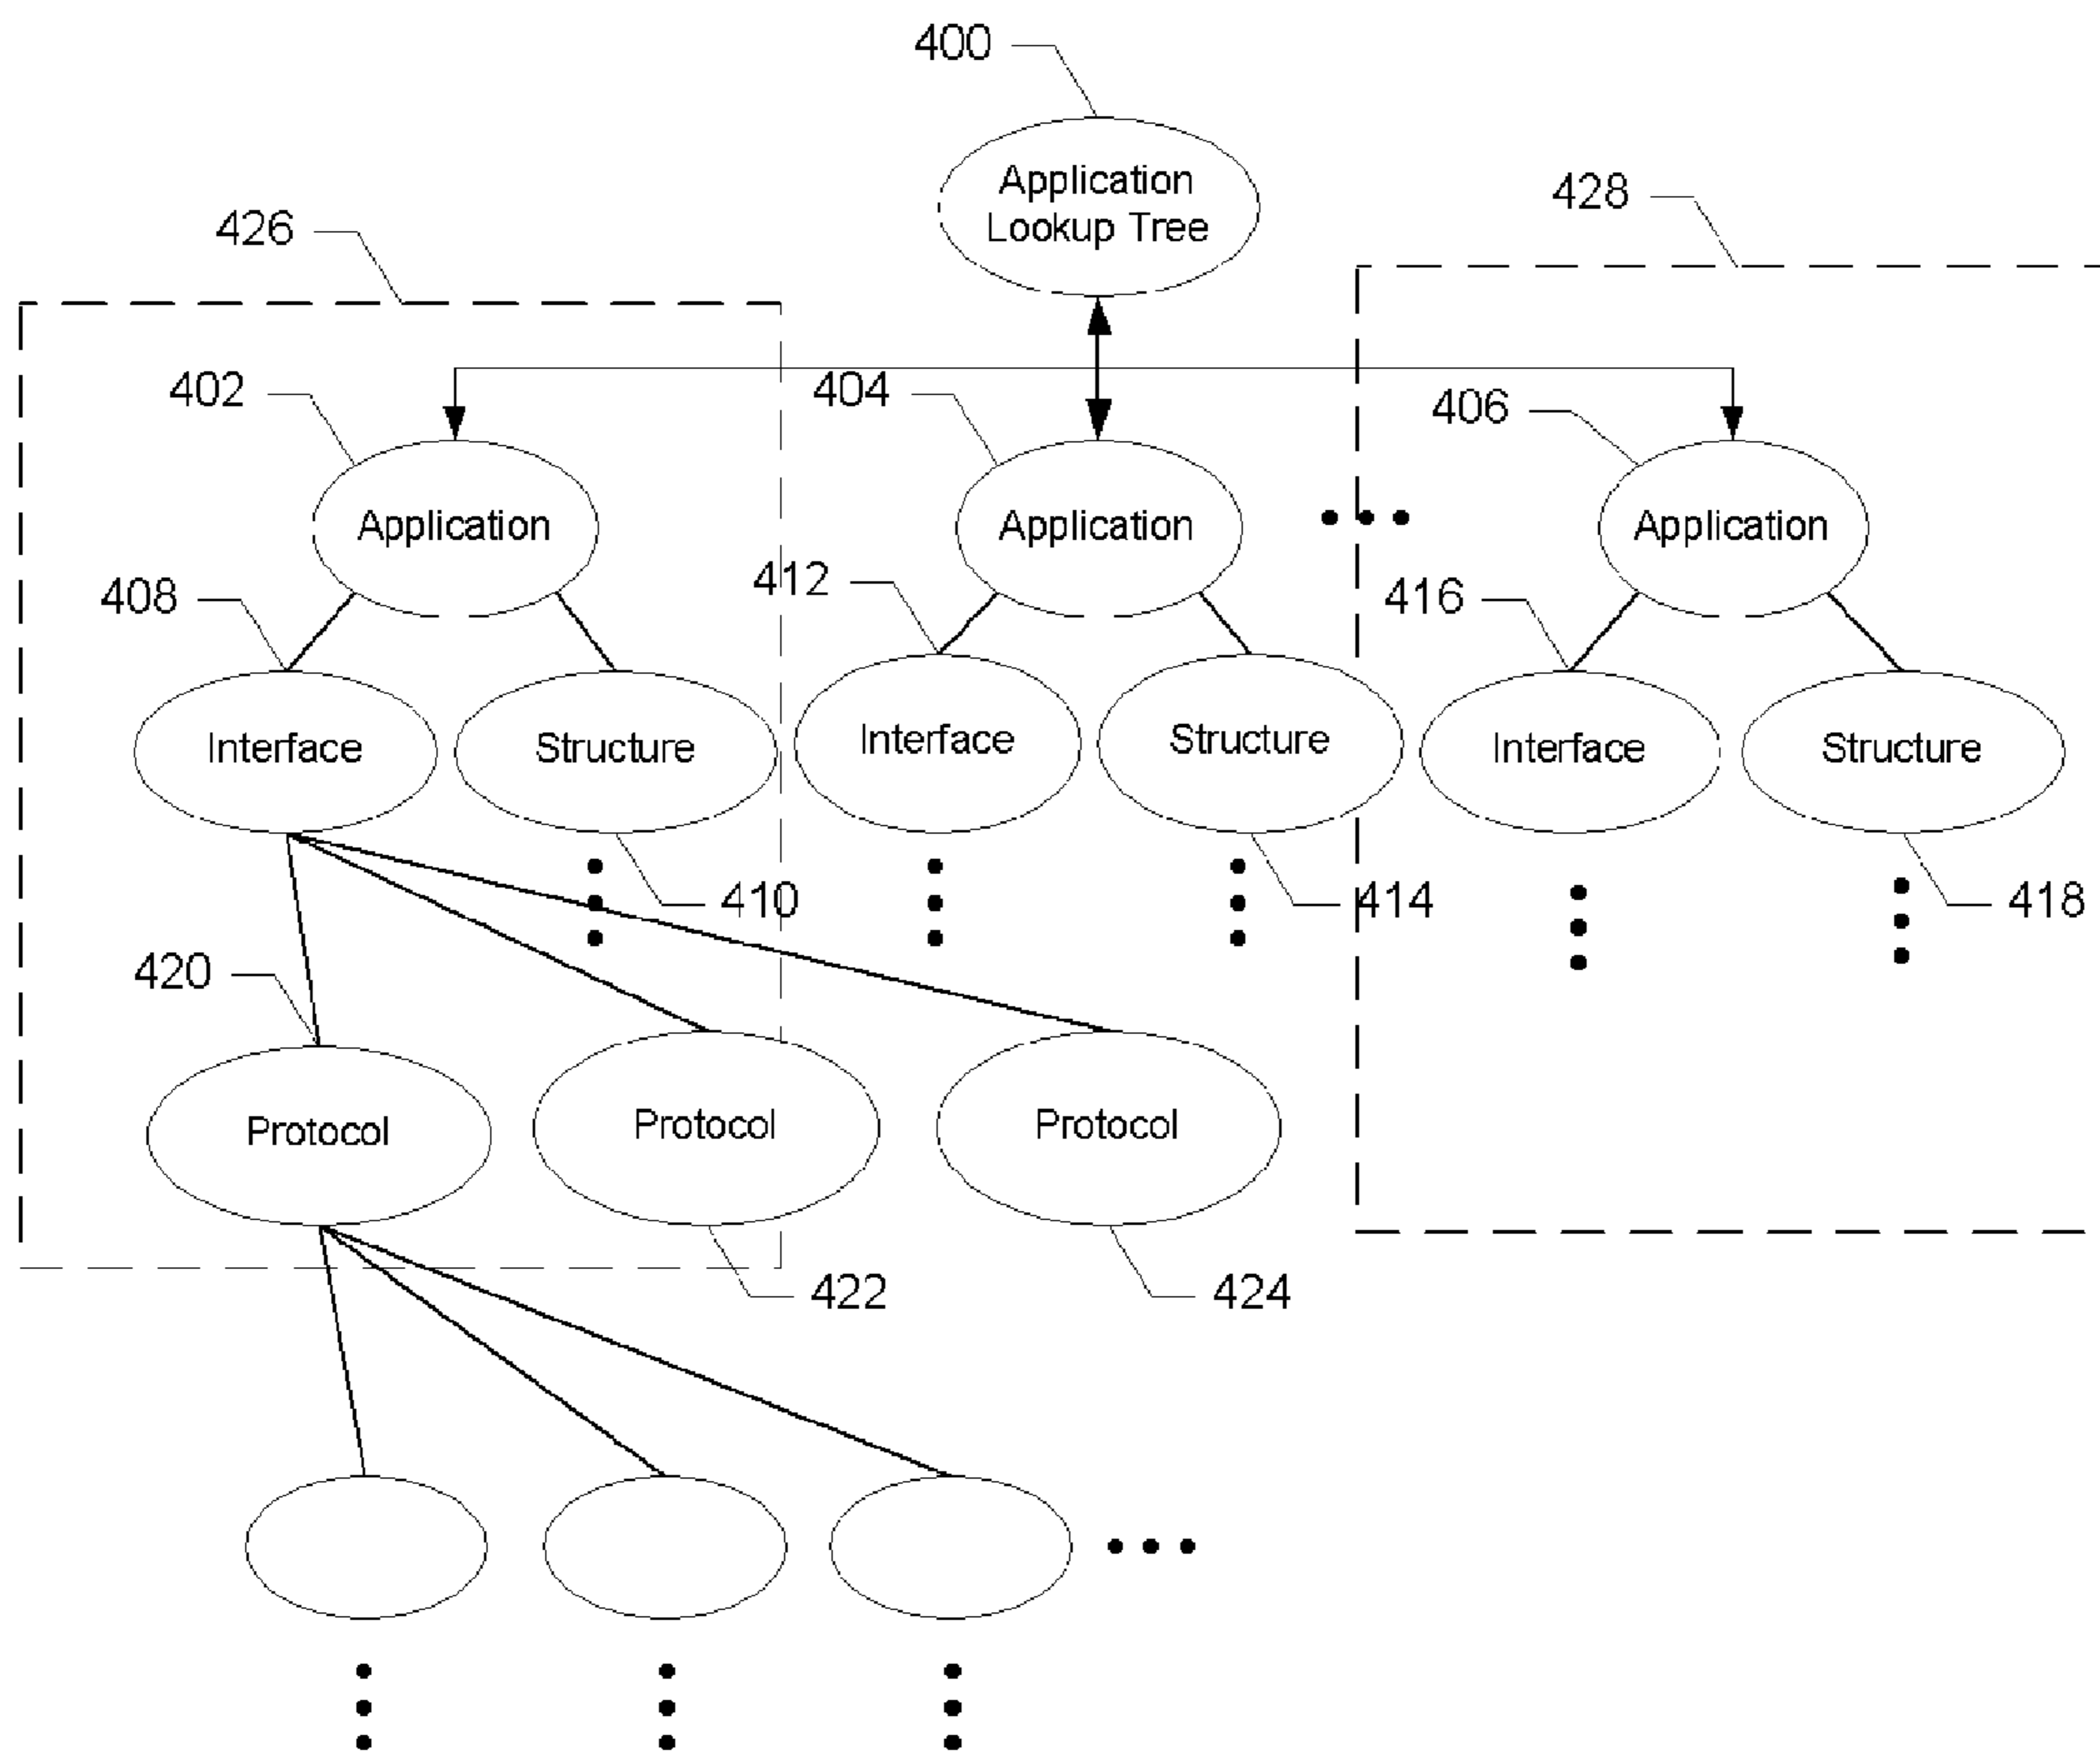 400
Application
Lookup Tree
426
428
402
404
406
Application
Application
Application
408
412
416
Interface
Structure
Interface
Structure
Interface
Structure
410
414
418
420
Protocol
Protocol
Protocol
422
424